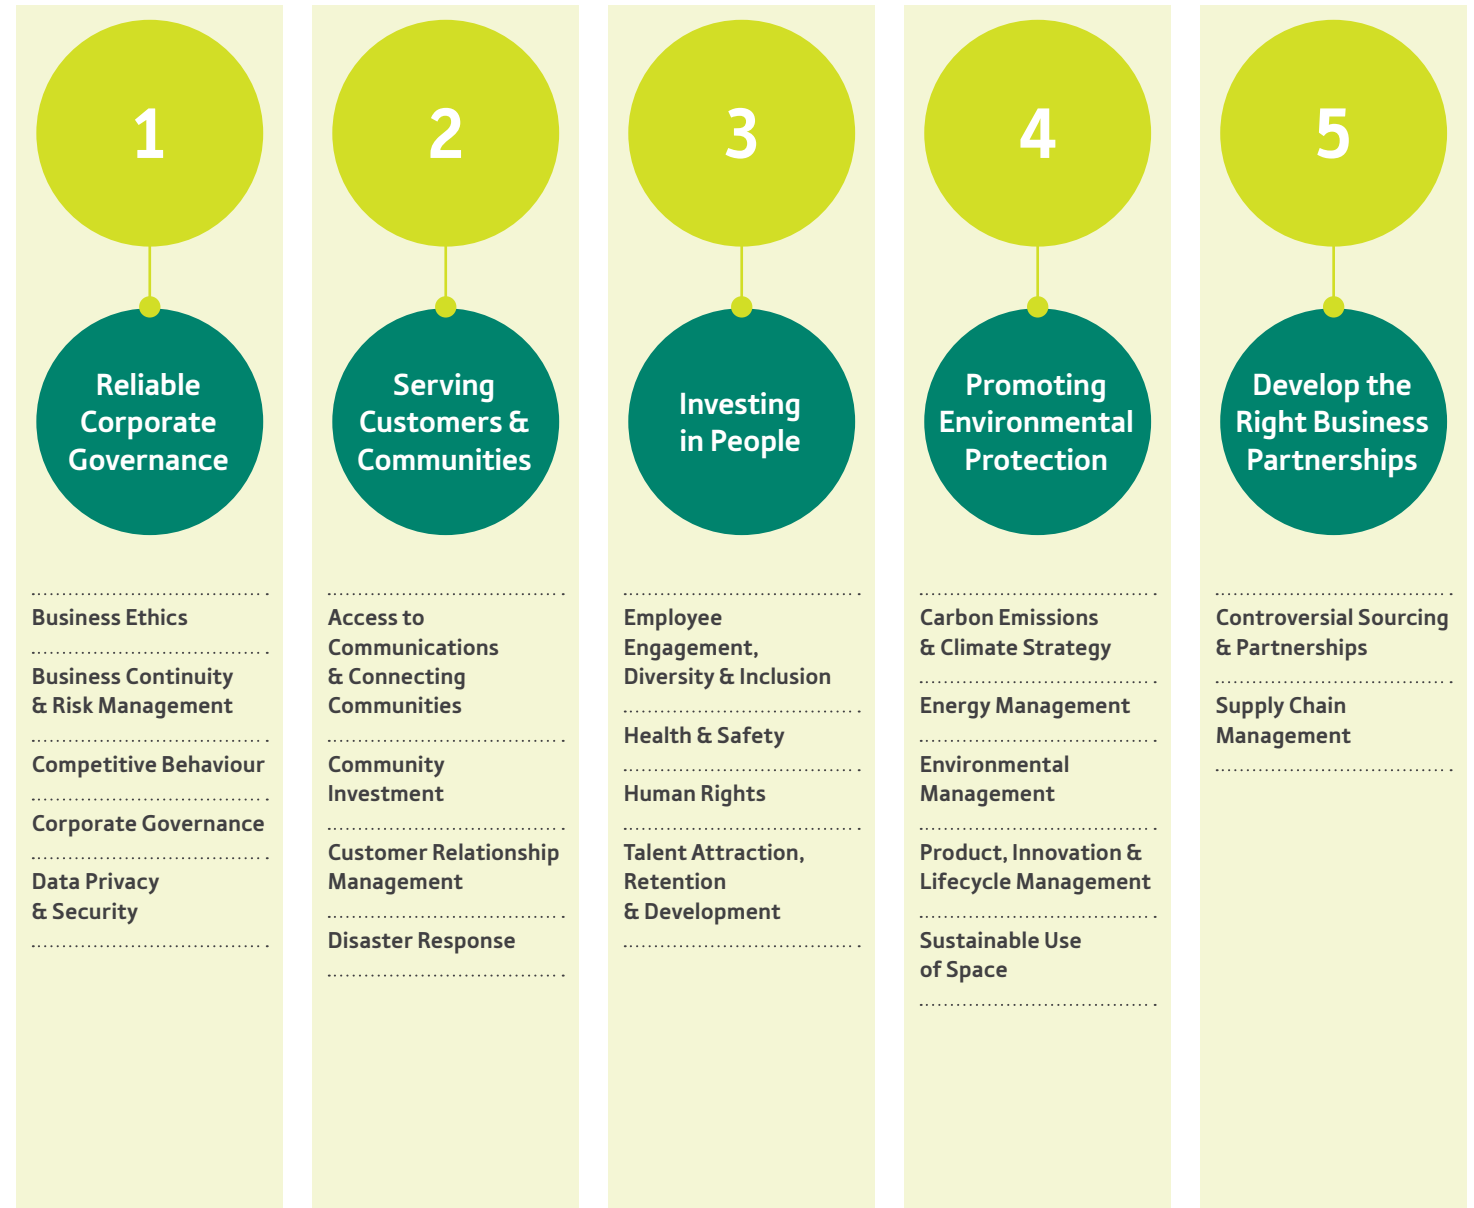 1
Reliable
Corporate
Governance
Business Ethics
Business Continuity
& Risk Management
Competitive Behaviour
Corporate Governance
Data Privacy
& Security
2
Serving
Customers &
Communities
Access to
Communications
& Connecting
Communities
Community
Investment
Customer Relationship
Management
Disaster Response
3
Investing
in People
Employee
Engagement,
Diversity & Inclusion
Health & Safety
Human Rights
Talent Attraction,
Retention
& Development
4
Promoting
Environmental
Protection
Carbon Emissions
& Climate Strategy
Energy Management
Environmental
Management
Product, Innovation &
Lifecycle Management
Sustainable Use
of Space
5
Develop the
Right Business
Partnerships
Controversial Sourcing
& Partnerships
Supply Chain
Management